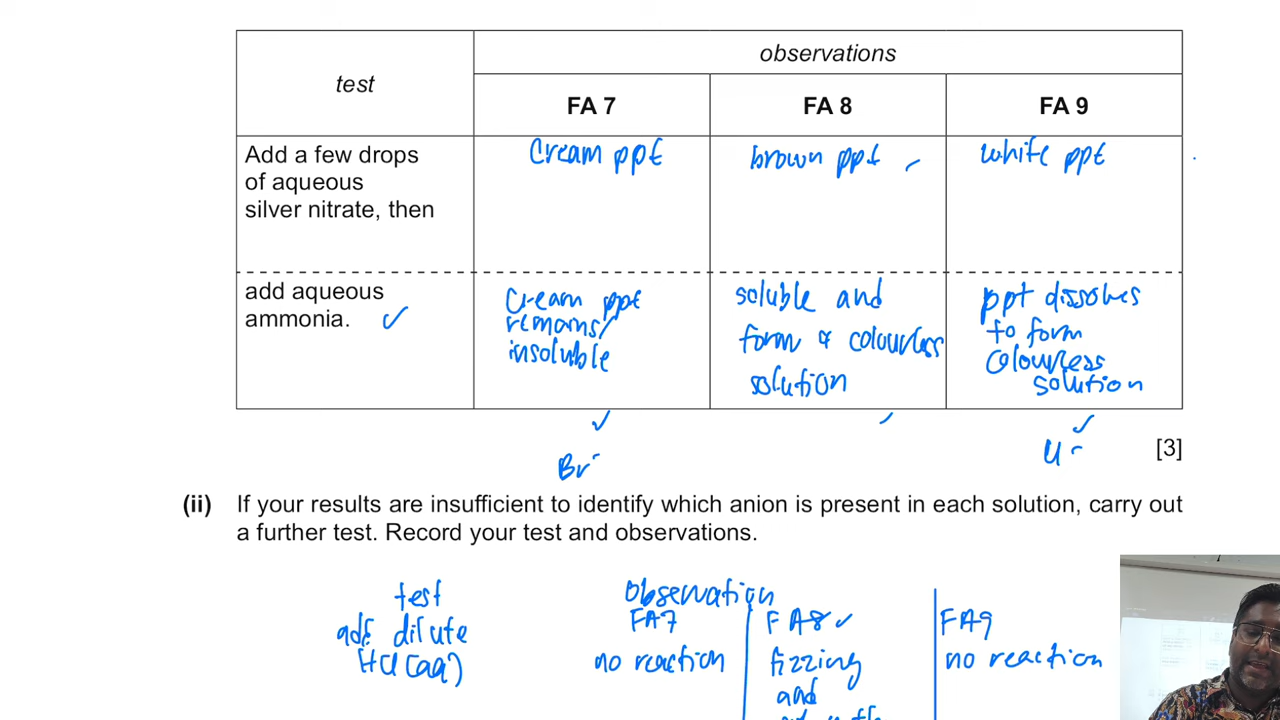 test
observations
FA 7
FA 8
FA 9
Add a few drops
of aqueous
silver nitrate, then
Cream ppt
brown ppt
white ppt
add aqueous
ammonia.
Cream ppt
remains/
insoluble
soluble and
form a colourless
solution
ppt dissolves
to form
colourless
solution
Br-
[3]
(ii) If your results are insufficient to identify which anion is present in each solution, carry out
a further test. Record your test and observations.
test
add dilute
HCl(aq)
Observation
FA7
no reaction
FA8
fizzing
and
FA9
no reaction